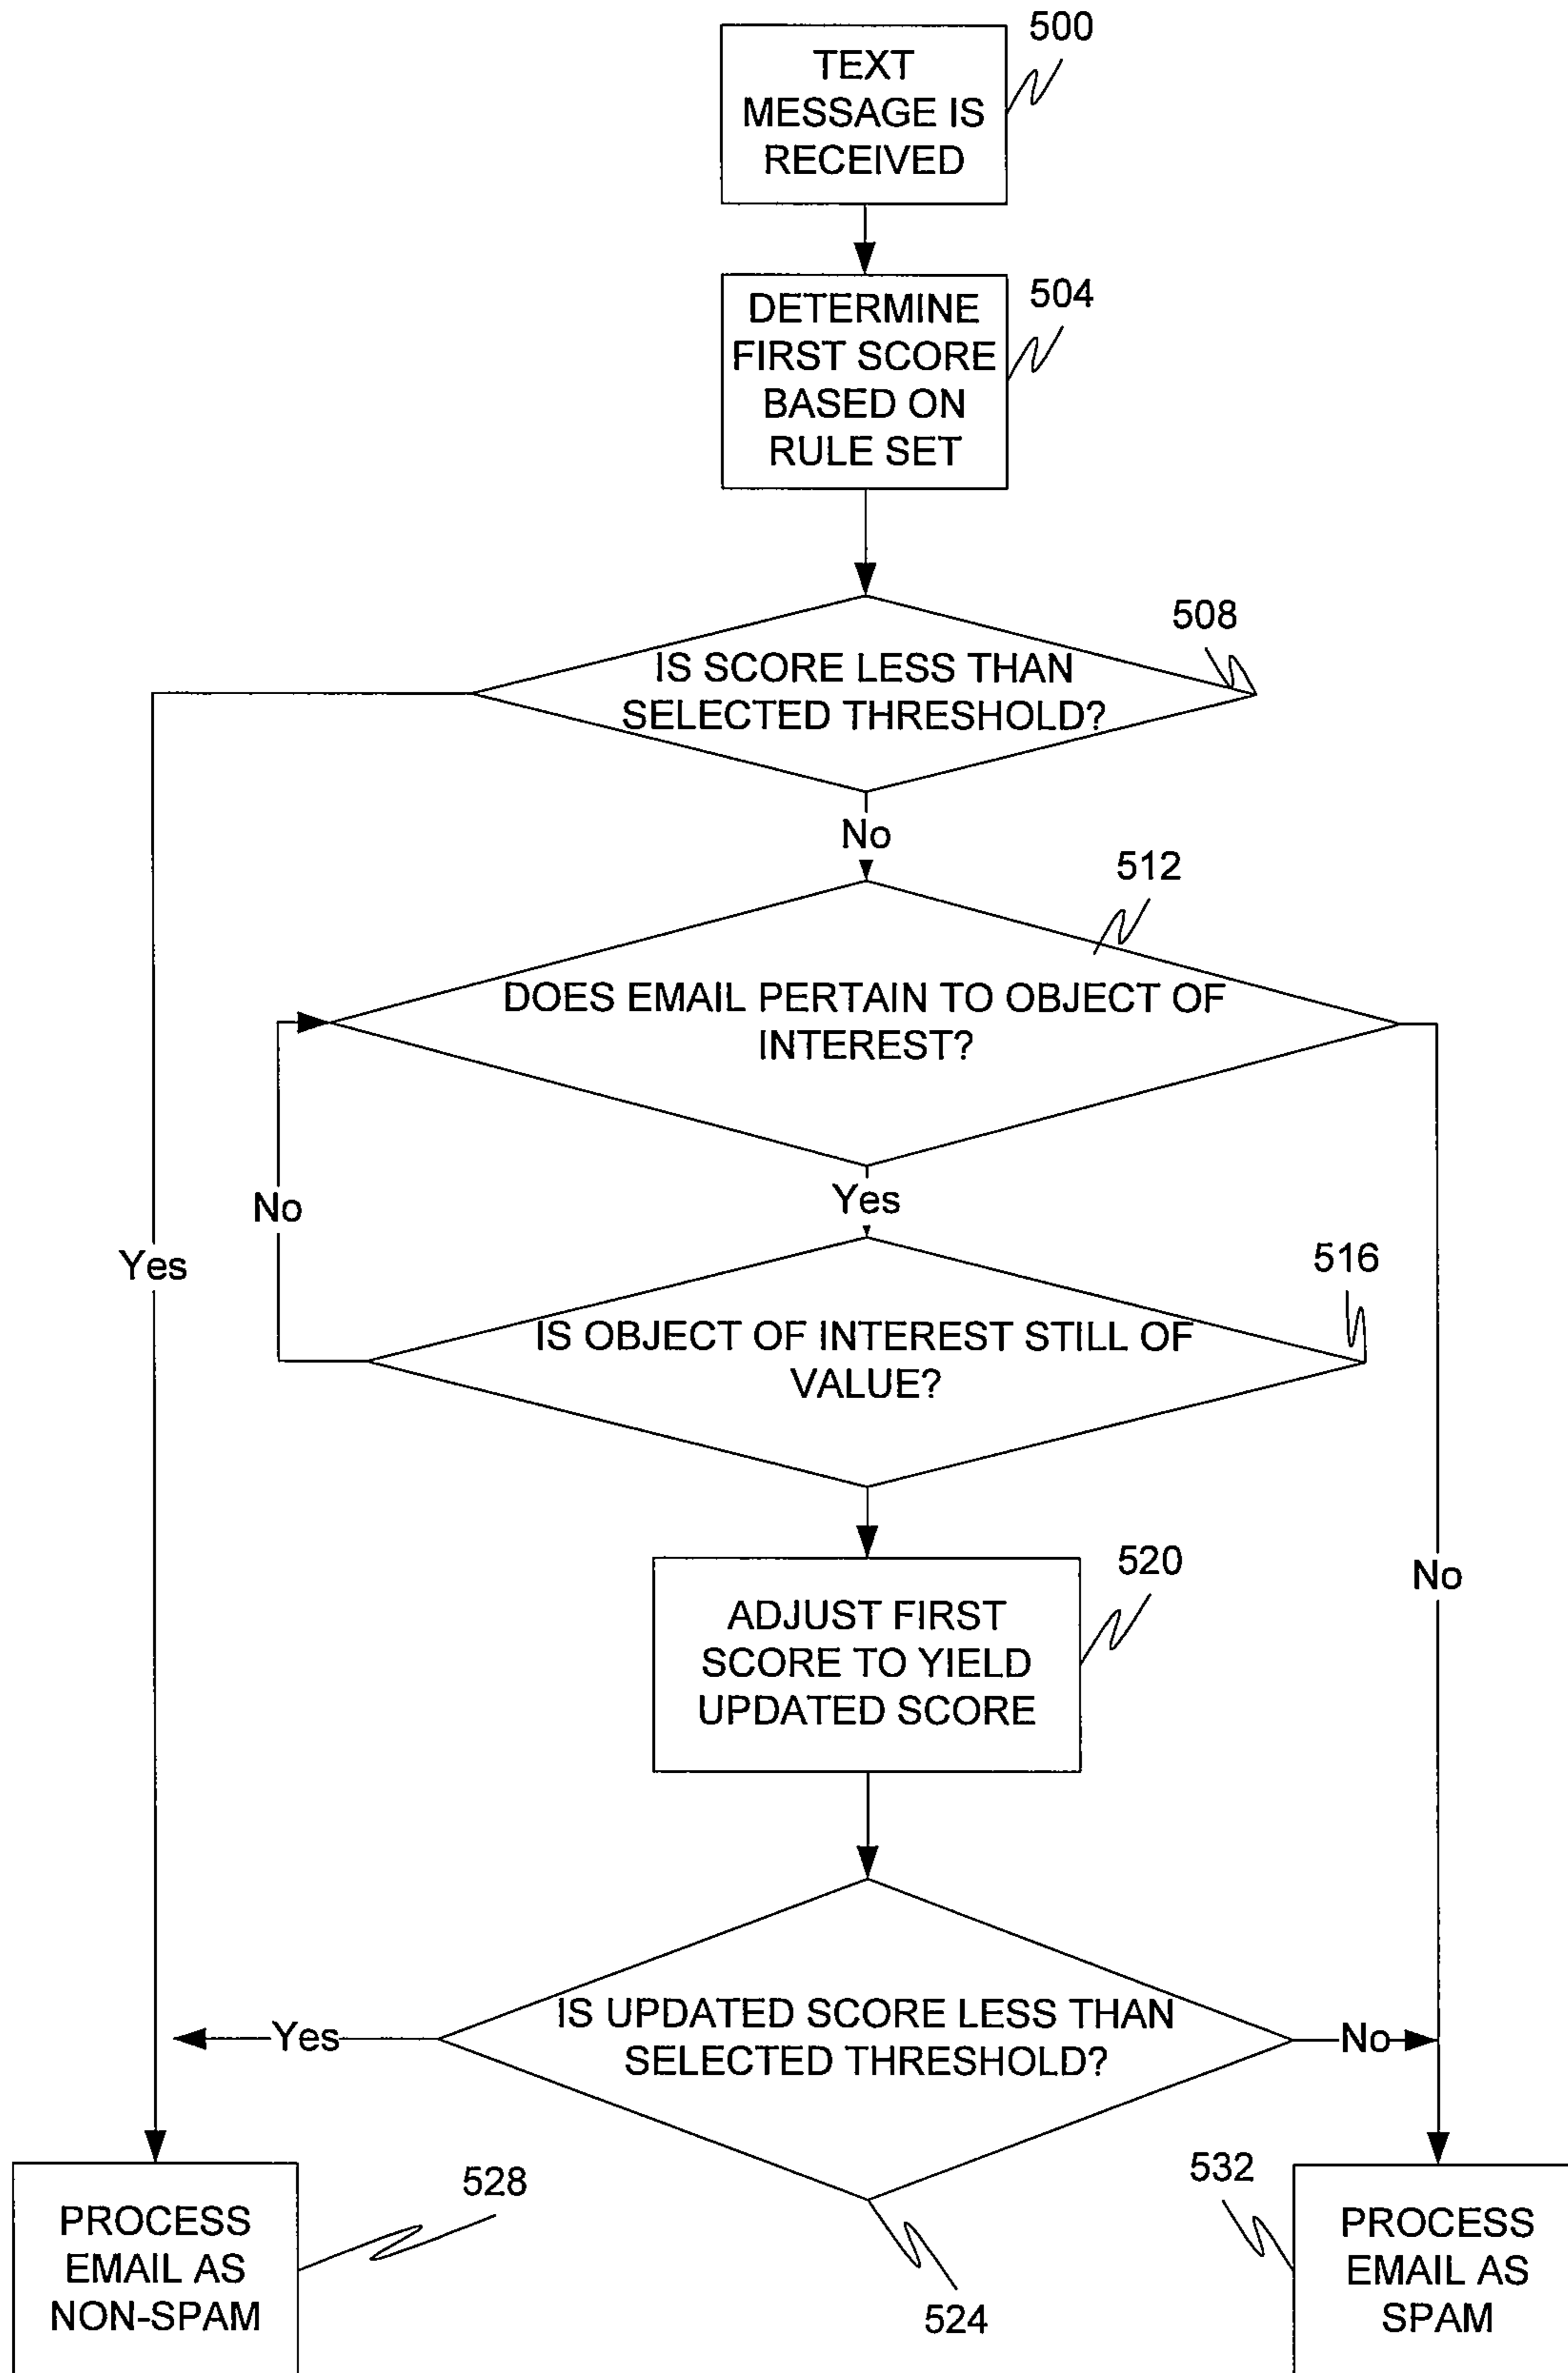 500
TEXT
MESSAGE IS
RECEIVED
504
DETERMINE
FIRST SCORE
BASED ON
RULE SET
508
IS SCORE LESS THAN
SELECTED THRESHOLD?
No
512
DOES EMAIL PERTAIN TO OBJECT OF
INTEREST?
No
Yes
Yes
516
IS OBJECT OF INTEREST STILL OF
VALUE?
520
No
ADJUST FIRST
SCORE TO YIELD
UPDATED SCORE
IS UPDATED SCORE LESS THAN
SELECTED THRESHOLD?
Yes
No
528
532
524
PROCESS
EMAIL AS
NON-SPAM
PROCESS
EMAIL AS
SPAM